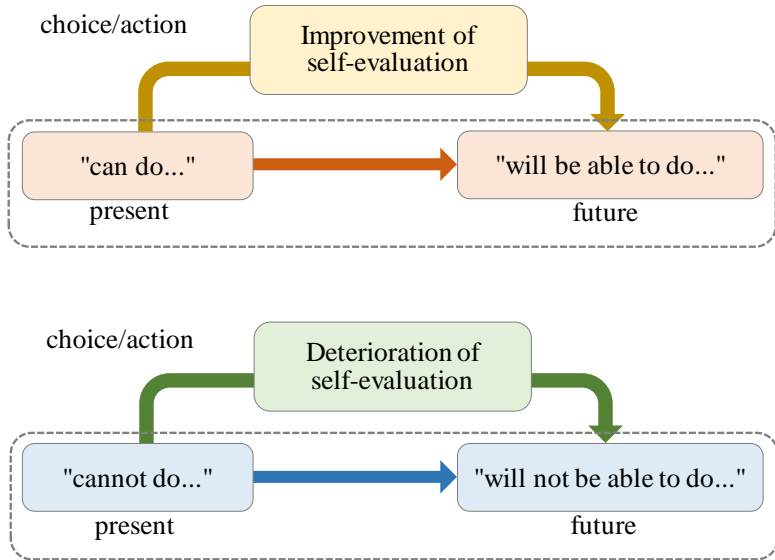 choice/action
Improvement of
self-evaluation
"can do..."
"will be able to do..."
present
future
choice/action
Deterioration of
self-evaluation
"cannot do..."
"will not be able to do..."
present
future